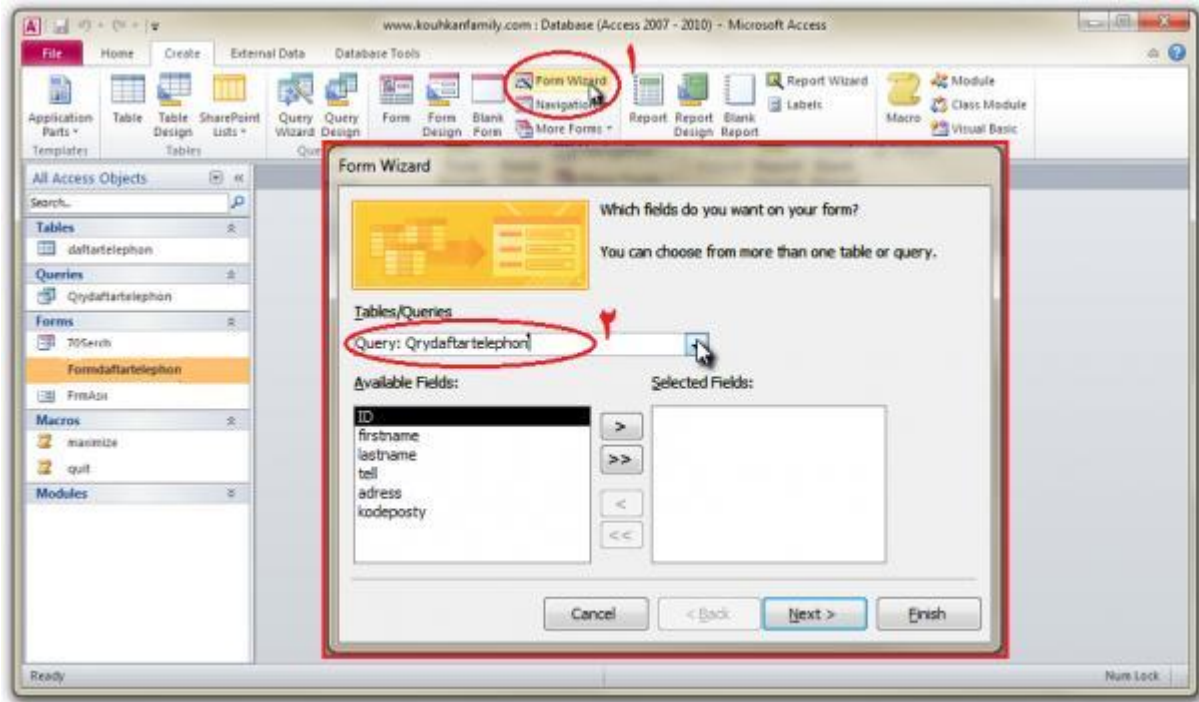 www.kouhkanfamily.com : Database (Access 2007 - 2010) - Microsoft Access
File Home Create External Data Database Tools
Application Parts
Table
Table Design
SharePoint Lists
Query Wizard
Query Design
Form
Form Design
Blank Form
Form Wizard
Navigation
More Forms
۱
Report
Report Design
Blank Report
Report Wizard
Labels
Macro
Module
Class Module
Visual Basic
Templates
Tables
All Access Objects
Search...
Tables
daftartelephon
Queries
Qrydaftartelephon
Forms
70Serch
Formdaftartelephon
FrmAsli
Macros
maximize
quit
Modules
Form Wizard
Which fields do you want on your form?
You can choose from more than one table or query.
Tables/Queries
۲
Query: Qrydaftartelephon
Available Fields:
Selected Fields:
ID
firstname
lastname
tell
adress
kodeposty
>
>>
<
<<
Cancel < Back Next > Finish
Ready
Num Lock